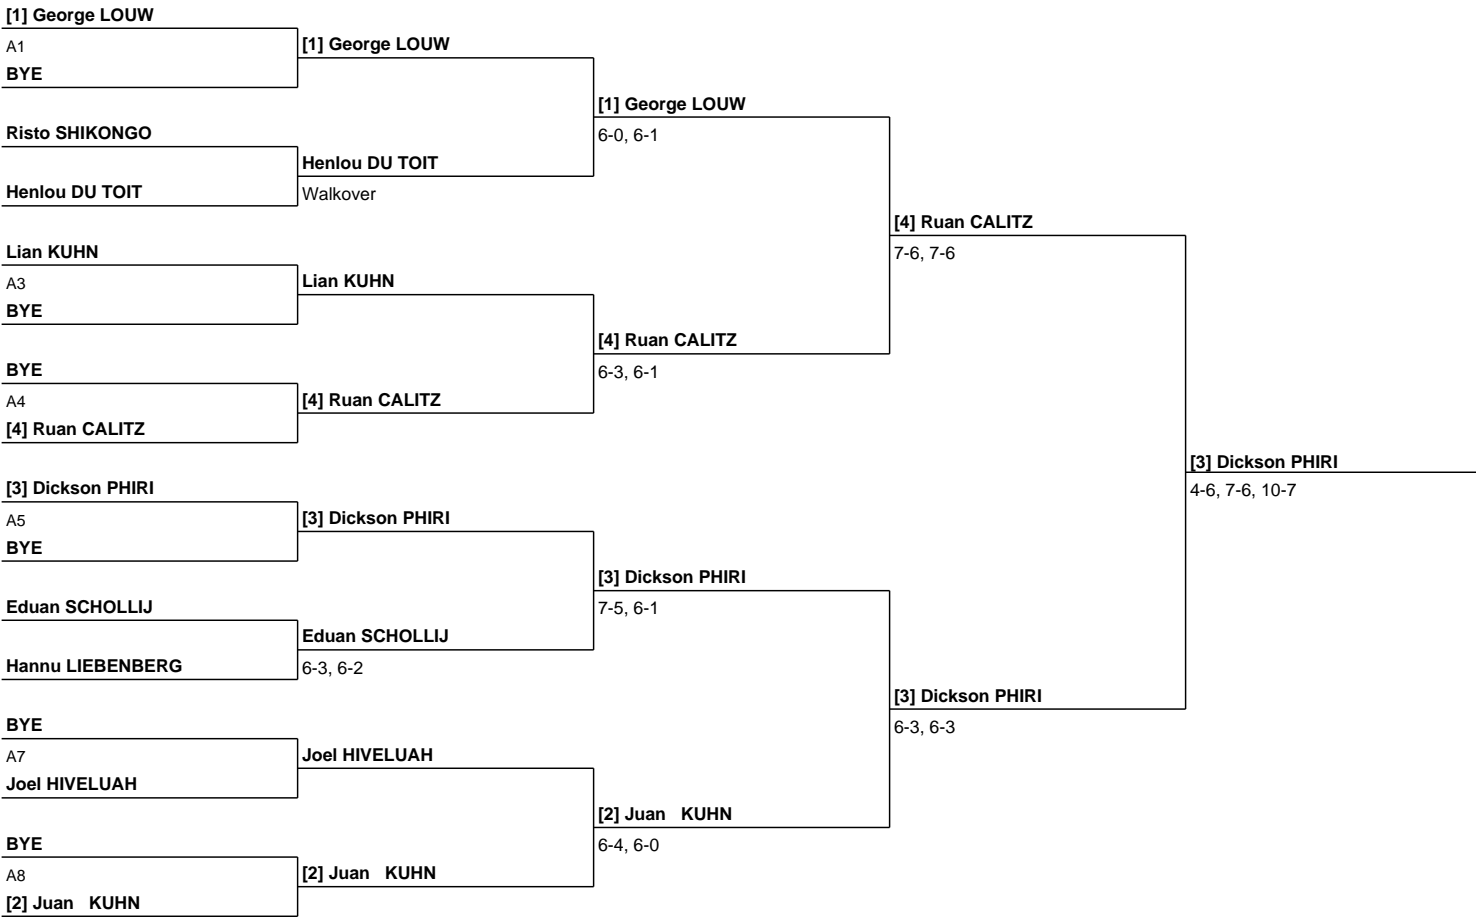 [1] George LOUW
A1
BYE
Risto SHIKONGO
Henlou DU TOIT
Lian KUHN
A3
BYE
BYE
A4
[4] Ruan CALITZ
[3] Dickson PHIRI
A5
BYE
Eduan SCHOLLIJ
Hannu LIEBENBERG
BYE
A7
Joel HIVELUAH
BYE
A8
[2] Juan   KUHN
[1] George LOUW
Henlou DU TOIT
Walkover
Lian KUHN
[4] Ruan CALITZ
[3] Dickson PHIRI
Eduan SCHOLLIJ
6-3, 6-2
Joel HIVELUAH
[2] Juan   KUHN
[1] George LOUW
6-0, 6-1
[4] Ruan CALITZ
6-3, 6-1
[3] Dickson PHIRI
7-5, 6-1
[2] Juan   KUHN
6-4, 6-0
[4] Ruan CALITZ
7-6, 7-6
[3] Dickson PHIRI
6-3, 6-3
[3] Dickson PHIRI
4-6, 7-6, 10-7